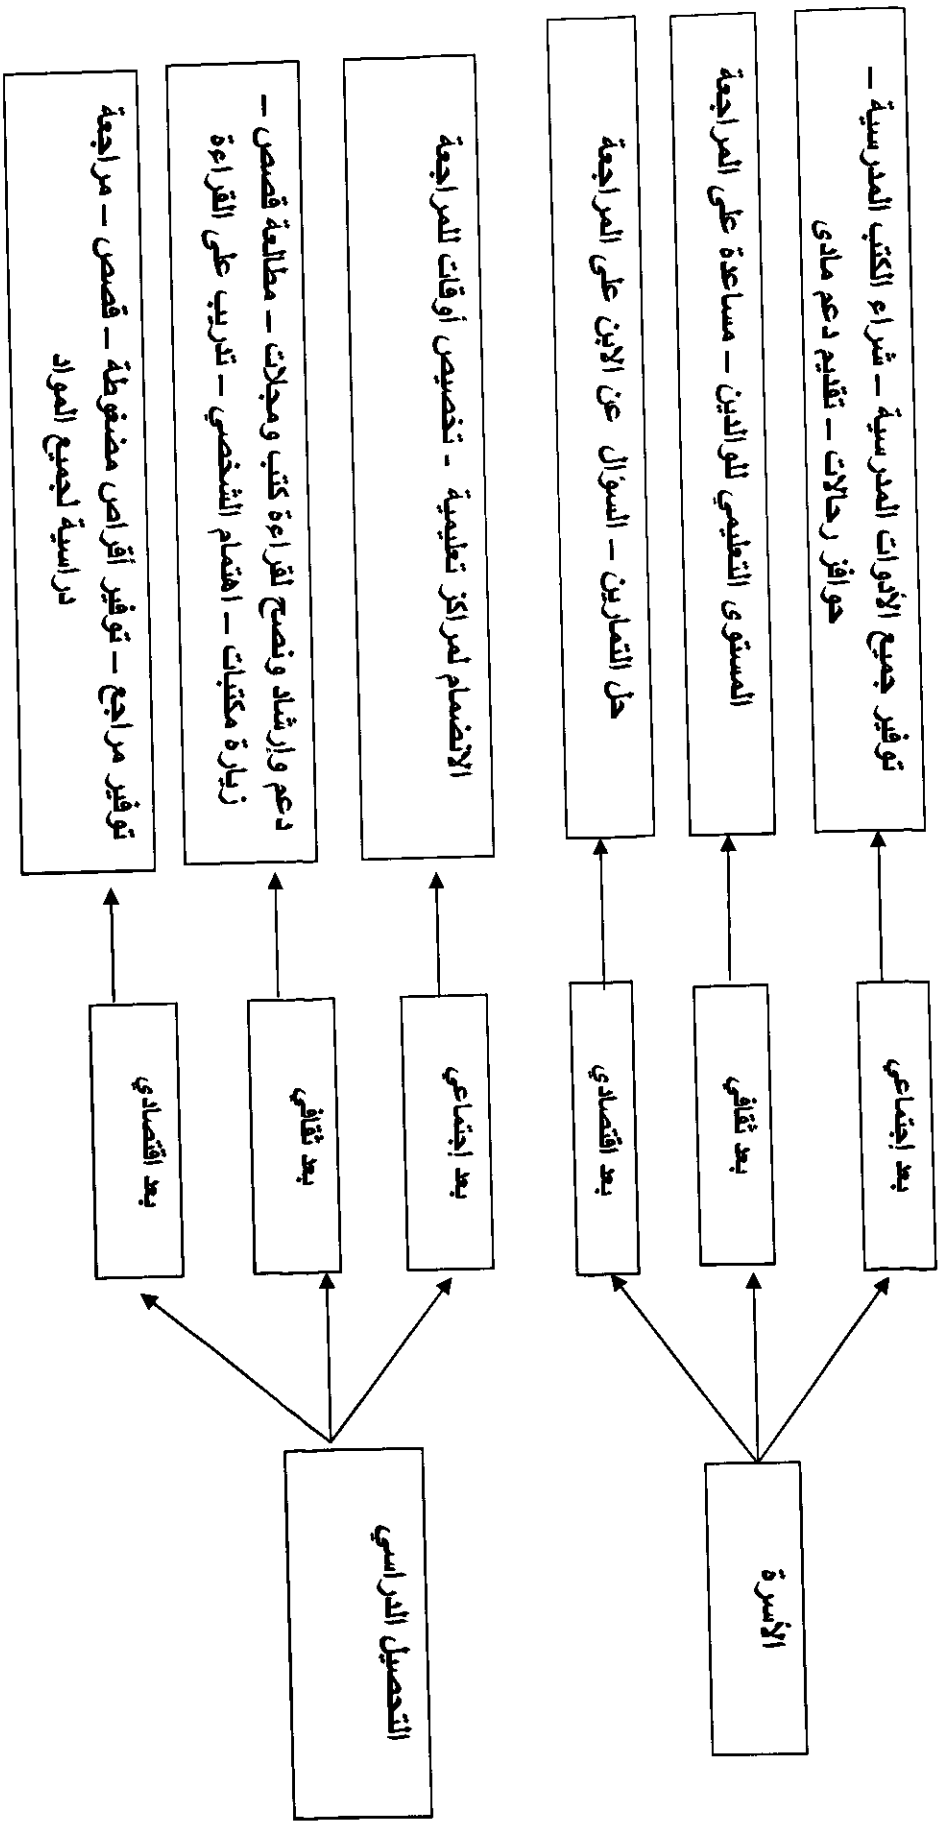 الأسرة
بعد إجتماعي
توفير جميع الأدوات المدرسية – شراء الكتب المدرسية –
حوافز رحالات – تقديم دعم مادى
بعد ثقافي
المستوى التعليمي للوالدين – مساعدة على المراجعة
بعد اقتصادي
حل التمارين – السؤال عن الابن على المراجعة
التحصيل الدراسي
بعد إجتماعي
الانضمام لمراكز تعليمية - تخصيص أوقات للمراجعة
بعد ثقافي
دعم وإرشاد ونصح لقراءة كتب ومجلات – مطالعة قصص –
زيارة مكتبات – اهتمام الشخصي – تدريب على القراءة
بعد اقتصادي
توفير مراجع – توفير أقراص مضغوطة – قصص – مراجعة
دراسية لجميع المواد